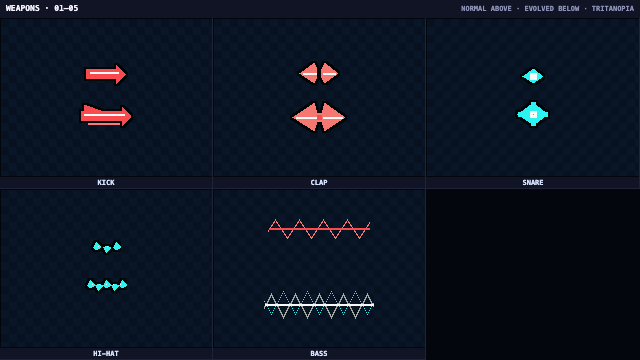 WEAPONS · 01—05
NORMAL ABOVE · EVOLVED BELOW · TRITANOPIA
KICK
CLAP
SNARE
HI-HAT
BASS